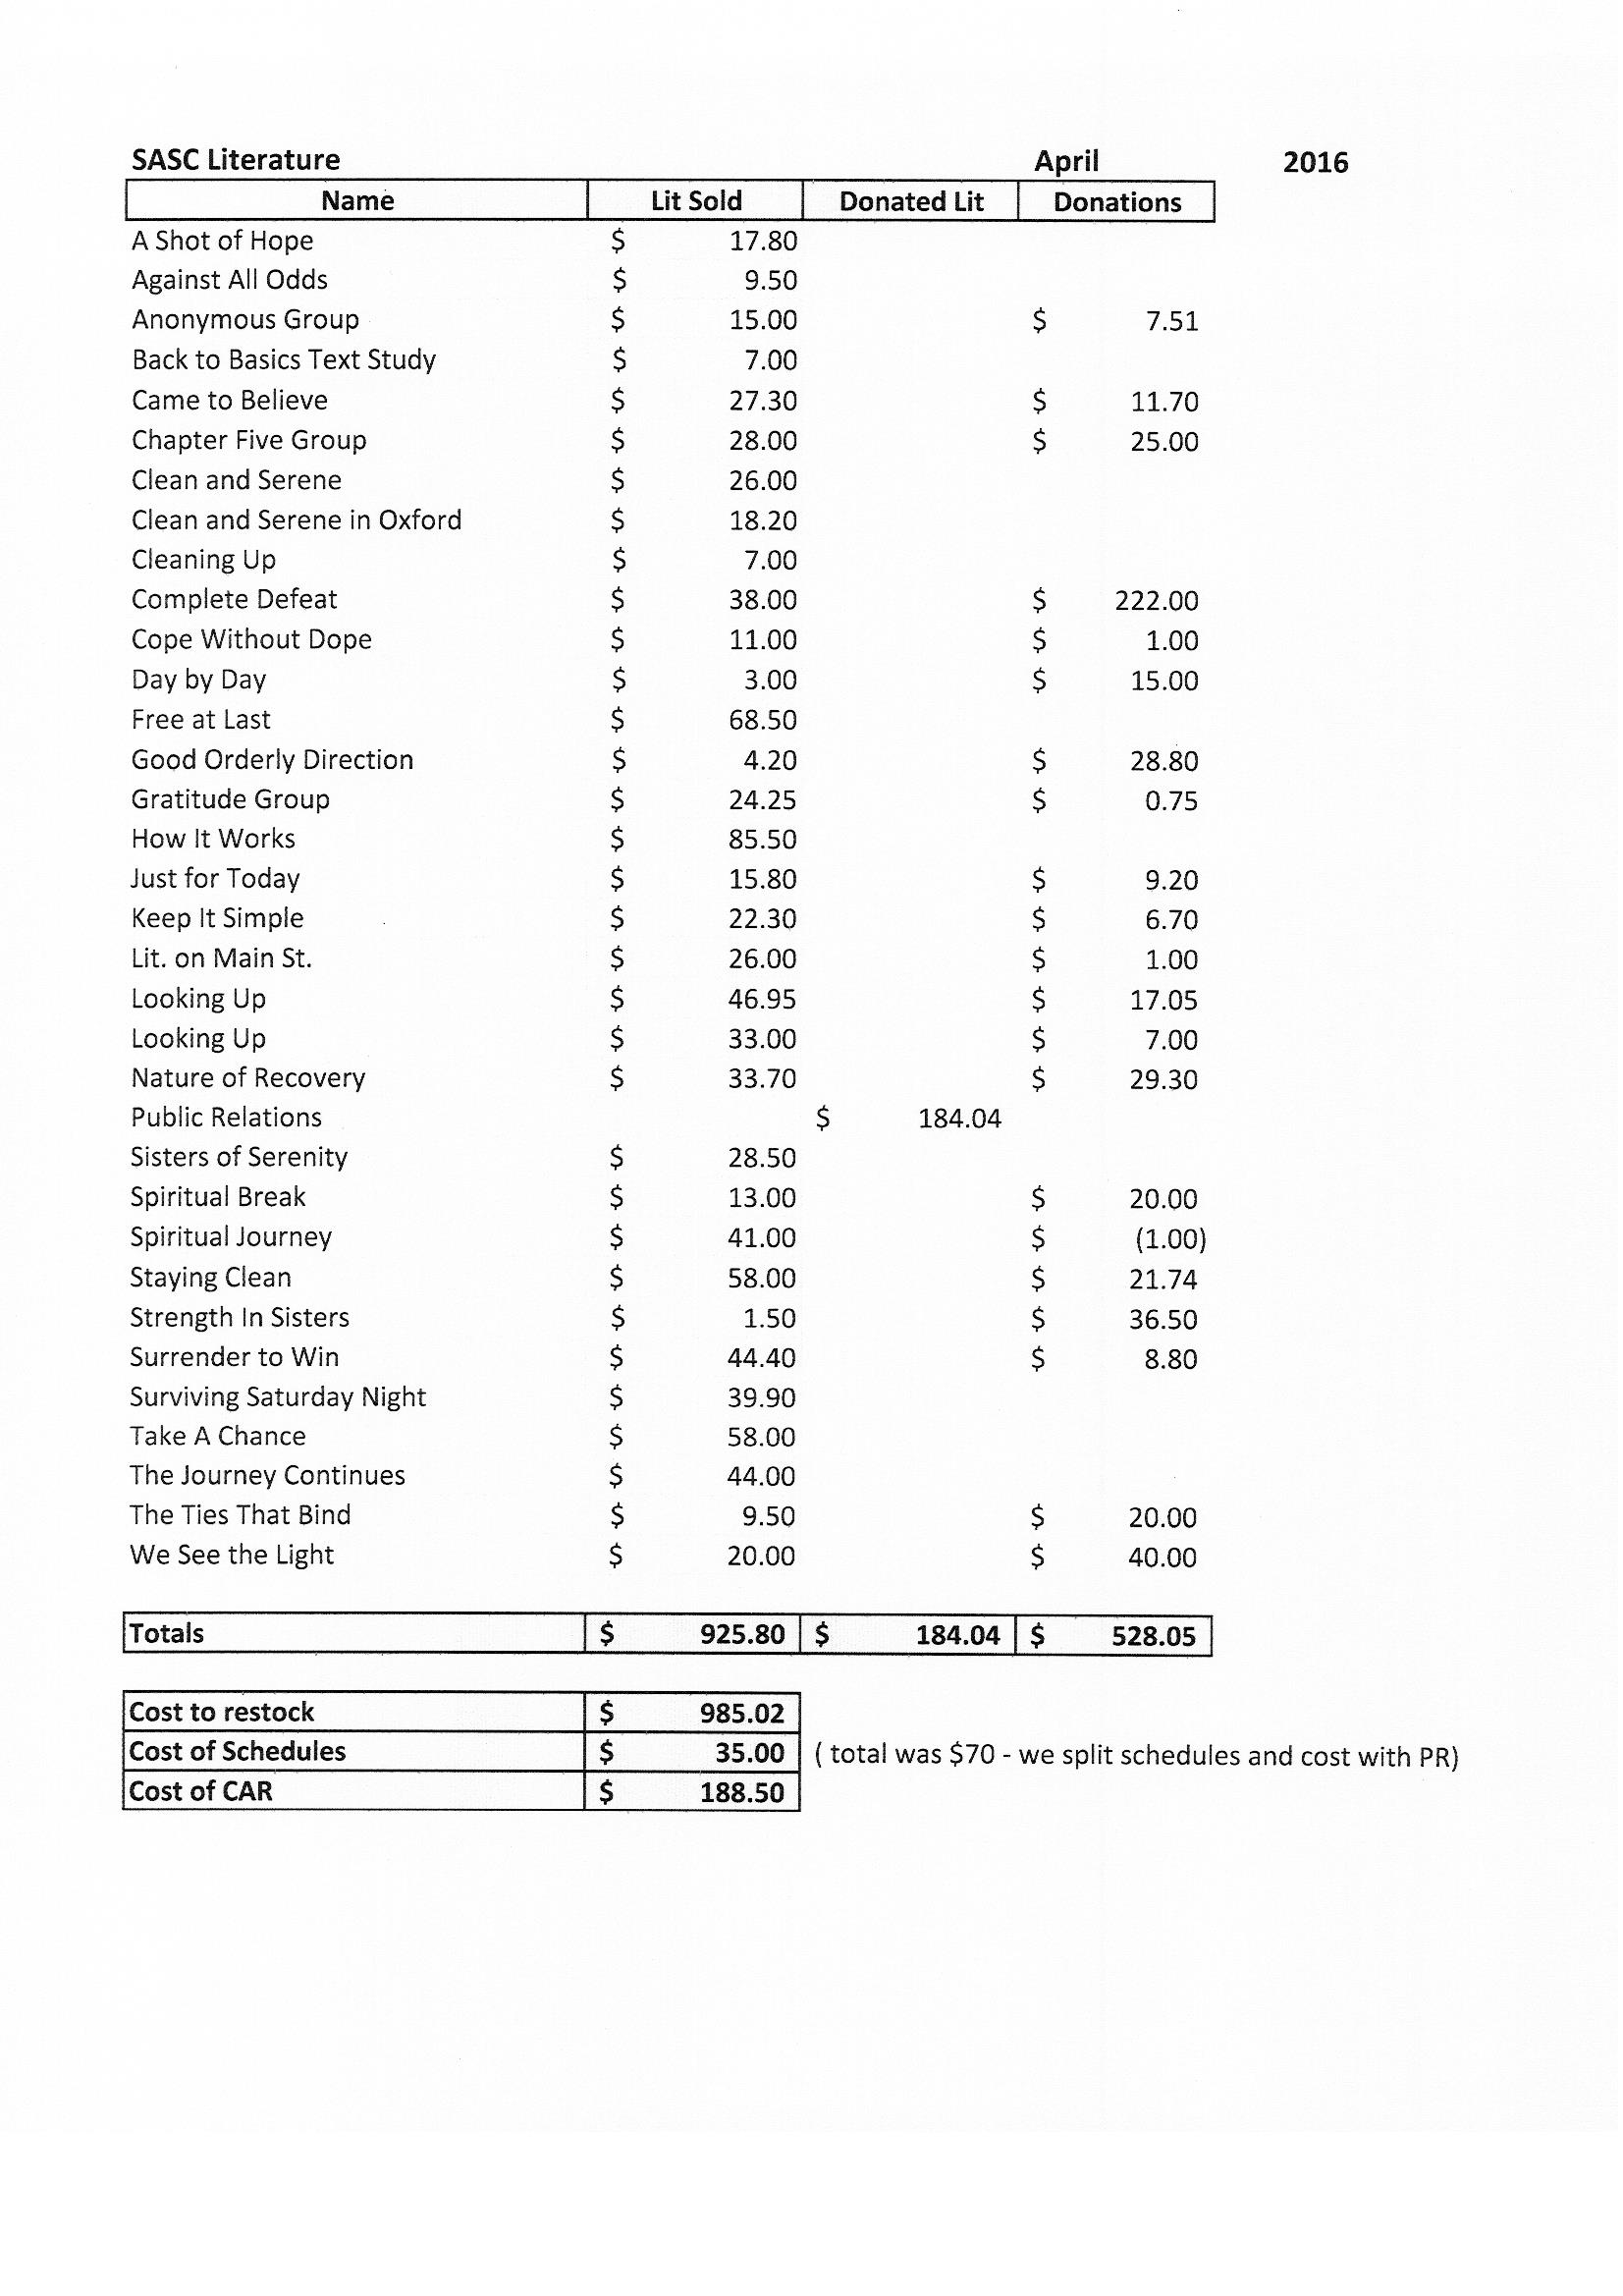 SASC Literature April 2016
Name Lit Sold Donated Lit Donations
A Shot of Hope $ 17.80
Against All Odds $ 9.50
Anonymous Group $ 15.00 $ 7.51
Back to Basics Text Study $ 7.00
Came to Believe $ 27.30 $ 11.70
Chapter Five Group $ 28.00 $ 25.00
Clean and Serene $ 26.00
Clean and Serene in Oxford $ 18.20
Cleaning Up $ 7.00
Complete Defeat $ 38.00 $ 222.00
Cope Without Dope $ 11.00 $ 1.00
Day by Day $ 3.00 $ 15.00
Free at Last $ 68.50
Good Orderly Direction $ 4.20 $ 28.80
Gratitude Group $ 24.25 $ 0.75
How It Works $ 85.50
Just for Today $ 15.80 $ 9.20
Keep It Simple $ 22.30 $ 6.70
Lit. on Main St. $ 26.00 $ 1.00
Looking Up $ 46.95 $ 17.05
Looking Up $ 33.00 $ 7.00
Nature of Recovery $ 33.70 $ 29.30
Public Relations $ 184.04
Sisters of Serenity $ 28.50
Spiritual Break $ 13.00 $ 20.00
Spiritual Journey $ 41.00 $ (1.00)
Staying Clean $ 58.00 $ 21.74
Strength In Sisters $ 1.50 $ 36.50
Surrender to Win $ 44.40 $ 8.80
Surviving Saturday Night $ 39.90
Take A Chance $ 58.00
The Journey Continues $ 44.00
The Ties That Bind $ 9.50 $ 20.00
We See the Light $ 20.00 $ 40.00
Totals $ 925.80 $ 184.04 $ 528.05
Cost to restock $ 985.02
Cost of Schedules $ 35.00 ( total was $70 - we split schedules and cost with PR)
Cost of CAR $ 188.50